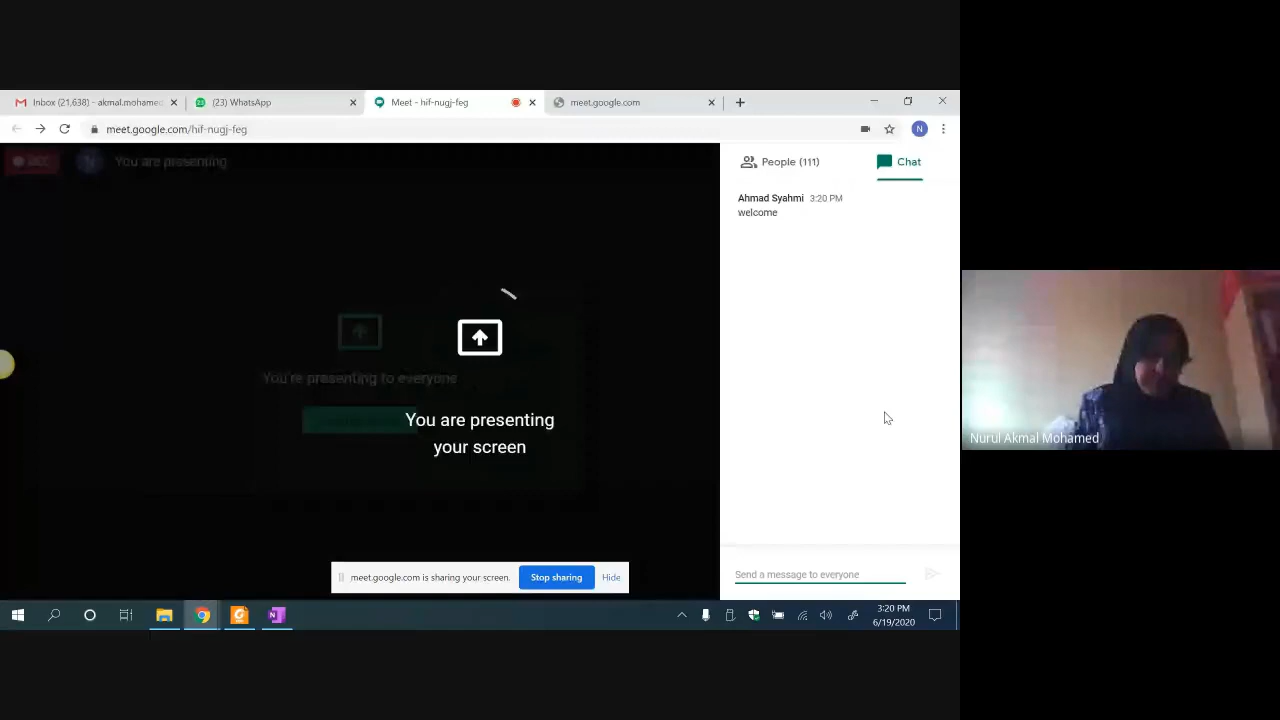 Inbox (21,638) - akmal.mohamed
(23) WhatsApp
Meet - hif-nugj-feg
meet.google.com
meet.google.com/hif-nugj-feg
N
REC
You are presenting
People (111)
Chat
Ahmad Syahmi 3:20 PM
welcome
You're presenting to everyone
You are presenting
your screen
Nurul Akmal Mohamed
meet.google.com is sharing your screen.
Stop sharing
Hide
Send a message to everyone
3:20 PM
6/19/2020